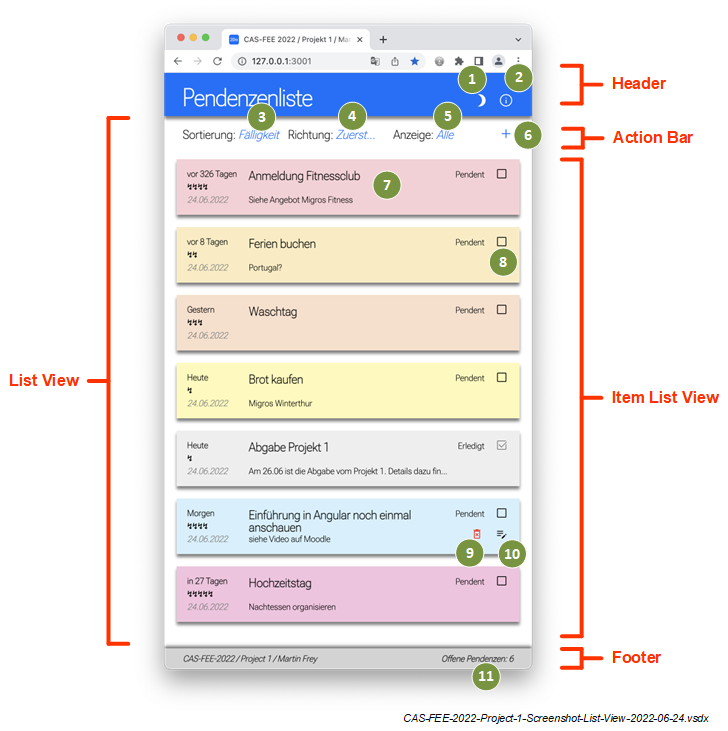 CAS-FEE 2022 / Projekt 1 / Mar
127.0.0.1:3001
1
2
Header
Pendenzenliste
3
4
5
Sortierung: Fälligkeit Richtung: Zuerst... Anzeige: Alle +
6
Action Bar
vor 326 Tagen
Anmeldung Fitnessclub
Pendent
7
24.06.2022
Siehe Angebot Migros Fitness
vor 8 Tagen
Ferien buchen
Pendent
8
24.06.2022
Portugal?
Gestern
Waschtag
Pendent
24.06.2022
List View
Item List View
Heute
Brot kaufen
Pendent
24.06.2022
Migros Winterthur
Heute
Abgabe Projekt 1
Erledigt
24.06.2022
Am 26.06 ist die Abgabe vom Projekt 1. Details dazu fin...
Morgen
Einführung in Angular noch einmal
anschauen
Pendent
24.06.2022
siehe Video auf Moodle
9
10
in 27 Tagen
Hochzeitstag
Pendent
24.06.2022
Nachtessen organisieren
CAS-FEE-2022 / Project 1 / Martin Frey
Offene Pendenzen: 6
Footer
11
CAS-FEE-2022-Project-1-Screenshot-List-View-2022-06-24.vsdx